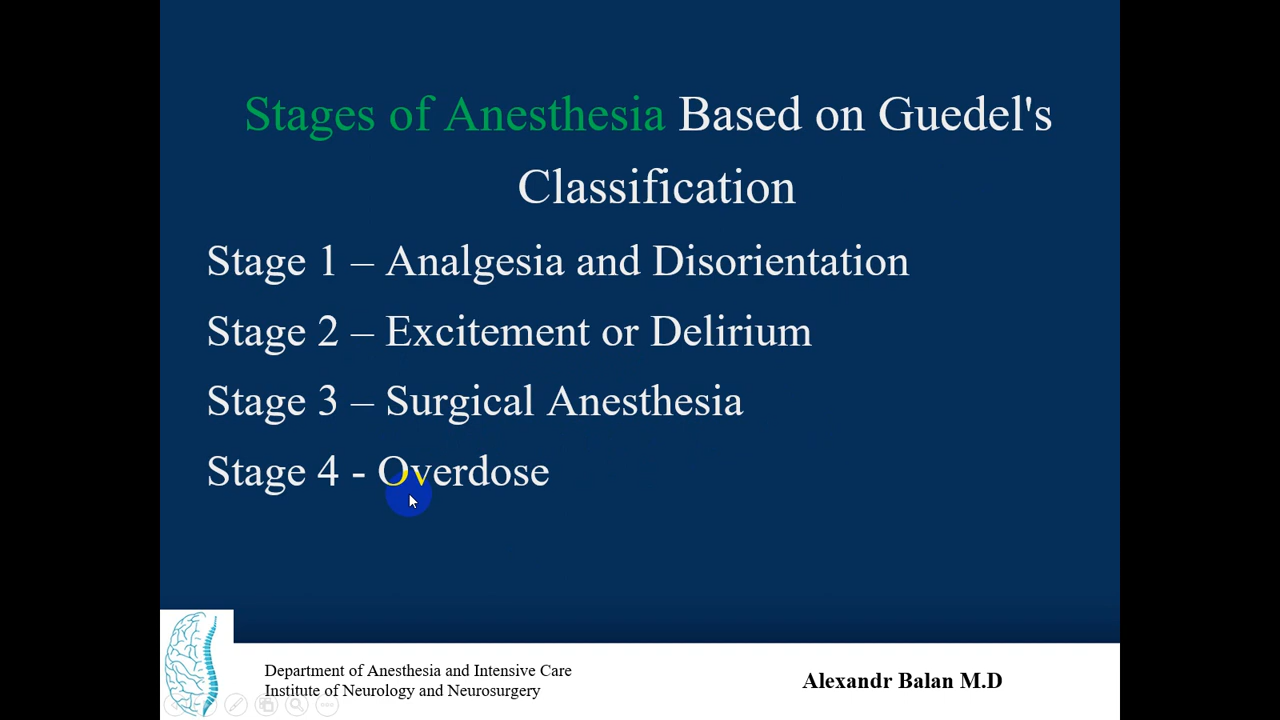 Stages of Anesthesia Based on Guedel's
Classification
Stage 1 – Analgesia and Disorientation
Stage 2 – Excitement or Delirium
Stage 3 – Surgical Anesthesia
Stage 4 - Overdose
Department of Anesthesia and Intensive Care
Institute of Neurology and Neurosurgery
Alexandr Balan M.D